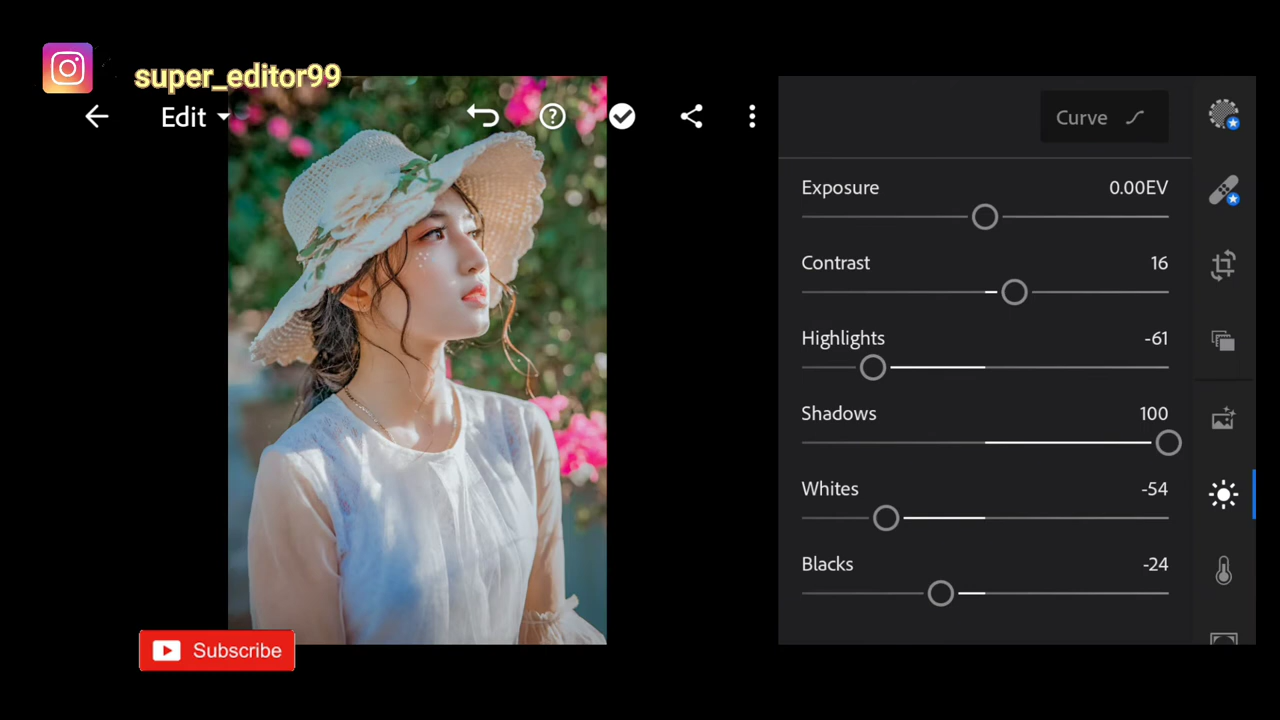 super_editor99
Edit
Curve
Exposure 0.00EV
Contrast 16
Highlights -61
Shadows 100
Whites -54
Blacks -24
Subscribe